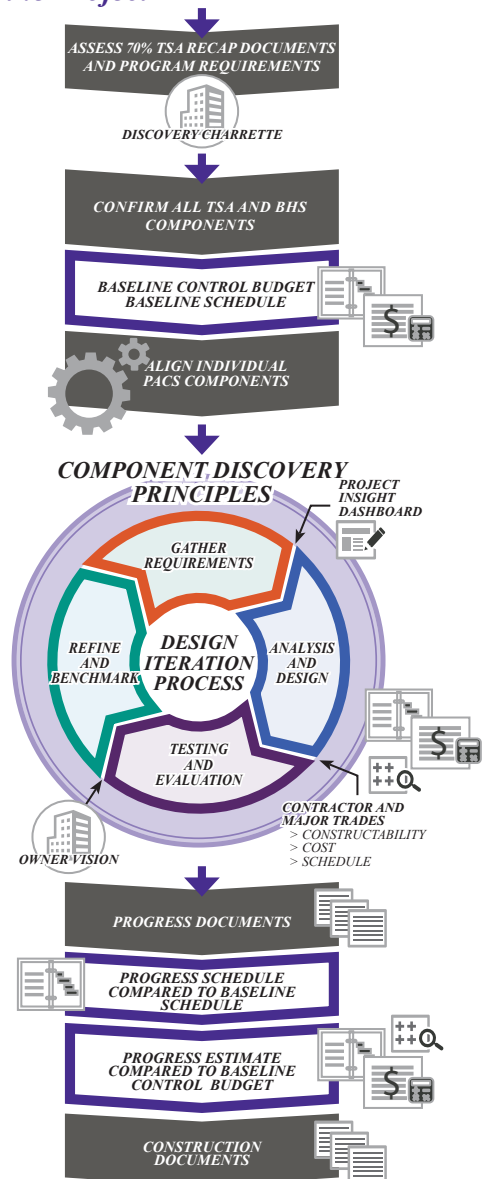 ASSESS 70% TSA RECAP DOCUMENTS
AND PROGRAM REQUIREMENTS
DISCOVERY CHARRETTE
CONFIRM ALL TSA AND BHS
COMPONENTS
BASELINE CONTROL BUDGET
BASELINE SCHEDULE
ALIGN INDIVIDUAL
PACS COMPONENTS
COMPONENT DISCOVERY
PRINCIPLES
PROJECT
INSIGHT
DASHBOARD
GATHER
REQUIREMENTS
REFINE
AND
BENCHMARK
DESIGN
ITERATION
PROCESS
ANALYSIS
AND
DESIGN
TESTING
AND
EVALUATION
CONTRACTOR AND
MAJOR TRADES
> CONSTRUCTABILITY
> COST
> SCHEDULE
OWNER VISION
PROGRESS DOCUMENTS
PROGRESS SCHEDULE
COMPARED TO BASELINE
SCHEDULE
PROGRESS ESTIMATE
COMPARED TO BASELINE
CONTROL BUDGET
CONSTRUCTION
DOCUMENTS